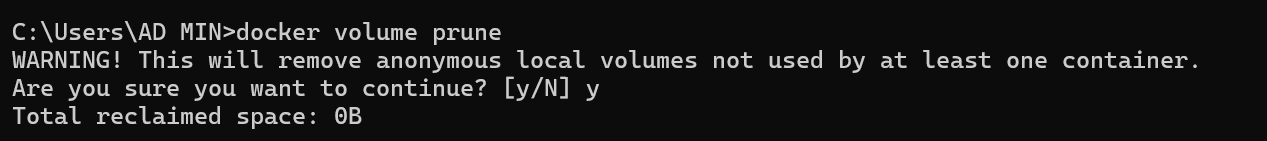 C:\Users\AD MIN>docker volume prune
WARNING! This will remove anonymous local volumes not used by at least one container.
Are you sure you want to continue? [y/N] y
Total reclaimed space: 0B